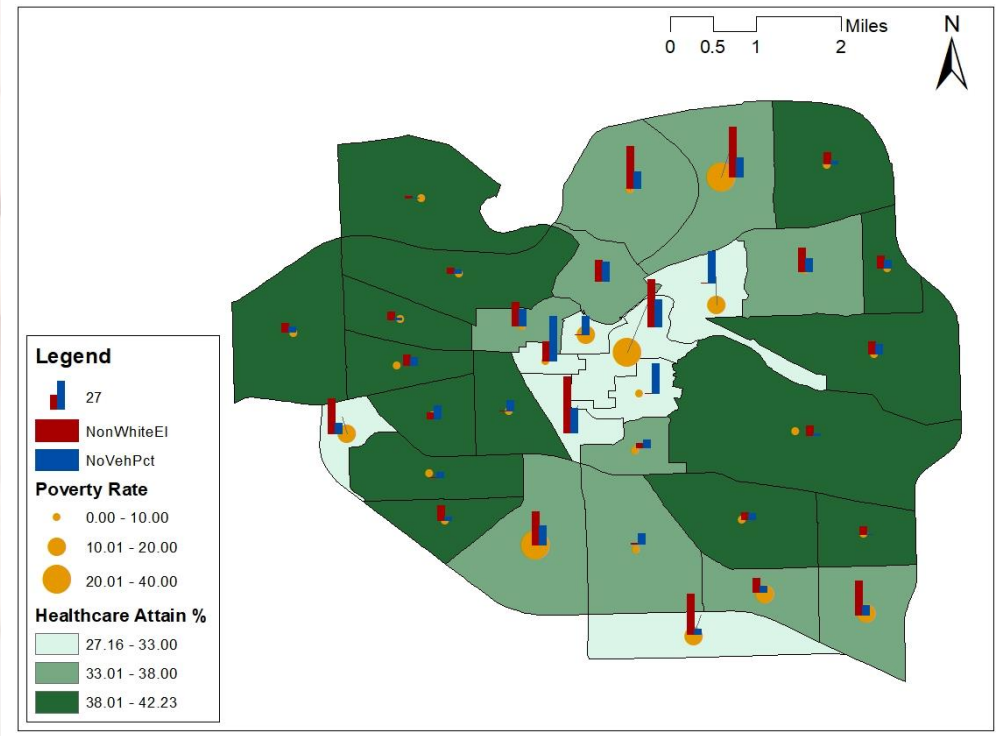 Miles
0 0.5 1 2
N
Legend
27
NonWhiteEl
NoVehPct
Poverty Rate
0.00 - 10.00
10.01 - 20.00
20.01 - 40.00
Healthcare Attain %
27.16 - 33.00
33.01 - 38.00
38.01 - 42.23